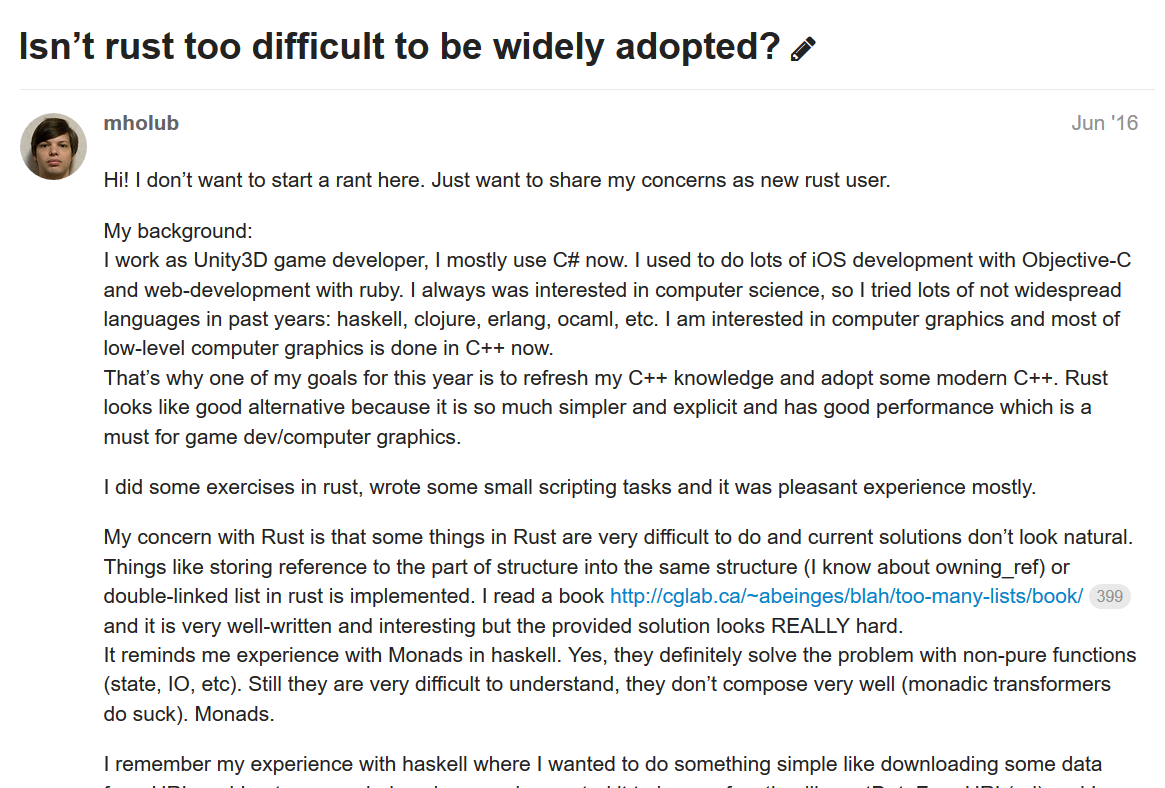 Isn’t rust too difficult to be widely adopted?
mholub
Jun '16
Hi! I don’t want to start a rant here. Just want to share my concerns as new rust user.
My background:
I work as Unity3D game developer, I mostly use C# now. I used to do lots of iOS development with Objective-C
and web-development with ruby. I always was interested in computer science, so I tried lots of not widespread
languages in past years: haskell, clojure, erlang, ocaml, etc. I am interested in computer graphics and most of
low-level computer graphics is done in C++ now.
That’s why one of my goals for this year is to refresh my C++ knowledge and adopt some modern C++. Rust
looks like good alternative because it is so much simpler and explicit and has good performance which is a
must for game dev/computer graphics.
I did some exercises in rust, wrote some small scripting tasks and it was pleasant experience mostly.
My concern with Rust is that some things in Rust are very difficult to do and current solutions don’t look natural.
Things like storing reference to the part of structure into the same structure (I know about owning_ref) or
double-linked list in rust is implemented. I read a book http://cglab.ca/~abeinges/blah/too-many-lists/book/ 399
and it is very well-written and interesting but the provided solution looks REALLY hard.
It reminds me experience with Monads in haskell. Yes, they definitely solve the problem with non-pure functions
(state, IO, etc). Still they are very difficult to understand, they don’t compose very well (monadic transformers
do suck). Monads.
I remember my experience with haskell where I wanted to do something simple like downloading some data